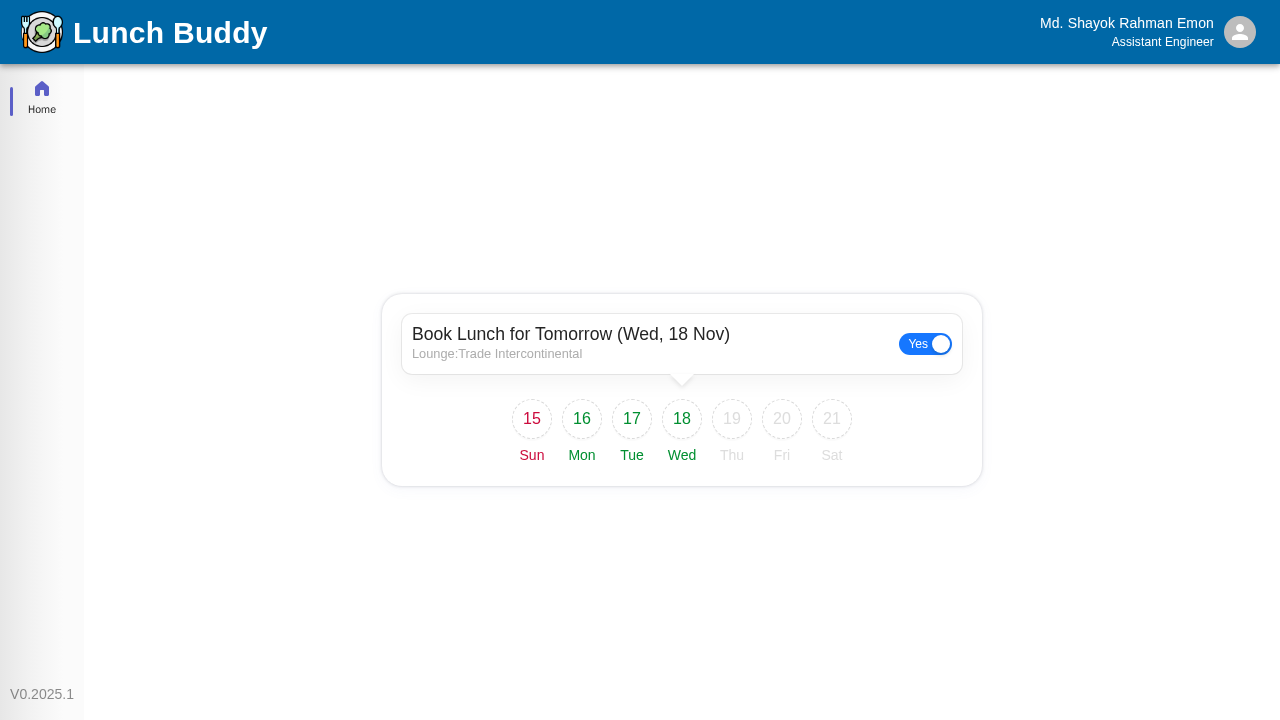 Lunch Buddy
Md. Shayok Rahman Emon
Assistant Engineer
Home
Book Lunch for Tomorrow (Wed, 18 Nov)
Lounge:Trade Intercontinental
Yes
15 16 17 18 19 20 21
Sun Mon Tue Wed Thu Fri Sat
V0.2025.1